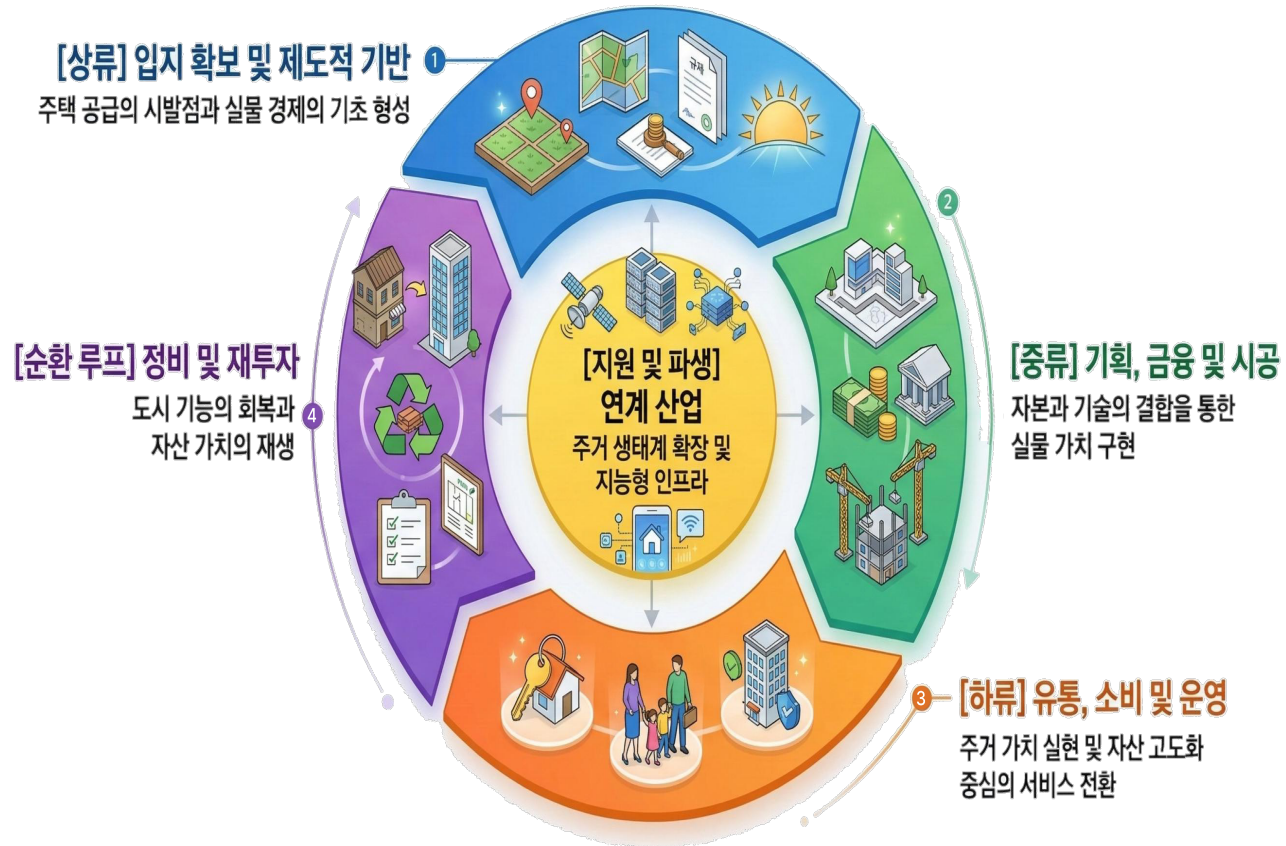 [상류] 입지 확보 및 제도적 기반
1
주택 공급의 시발점과 실물 경제의 기초 형성
규제
2
[중류] 기획, 금융 및 시공
자본과 기술의 결합을 통한
실물 가치 구현
3
[하류] 유통, 소비 및 운영
주거 가치 실현 및 자산 고도화
중심의 서비스 전환
[순환 루프] 정비 및 재투자
도시 기능의 회복과
4
자산 가치의 재생
[지원 및 파생]
연계 산업
주거 생태계 확장 및
지능형 인프라